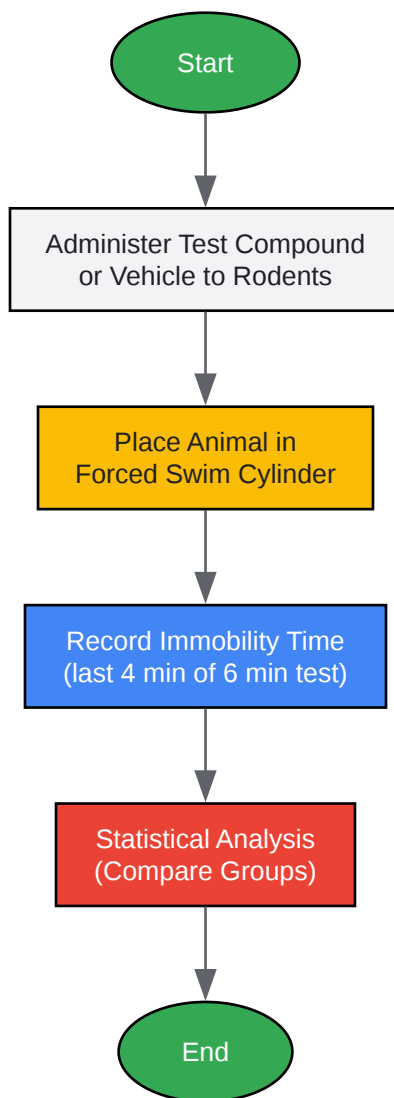 Start
Administer Test Compound
or Vehicle to Rodents
Place Animal in
Forced Swim Cylinder
Record Immobility Time
(last 4 min of 6 min test)
Statistical Analysis
(Compare Groups)
End